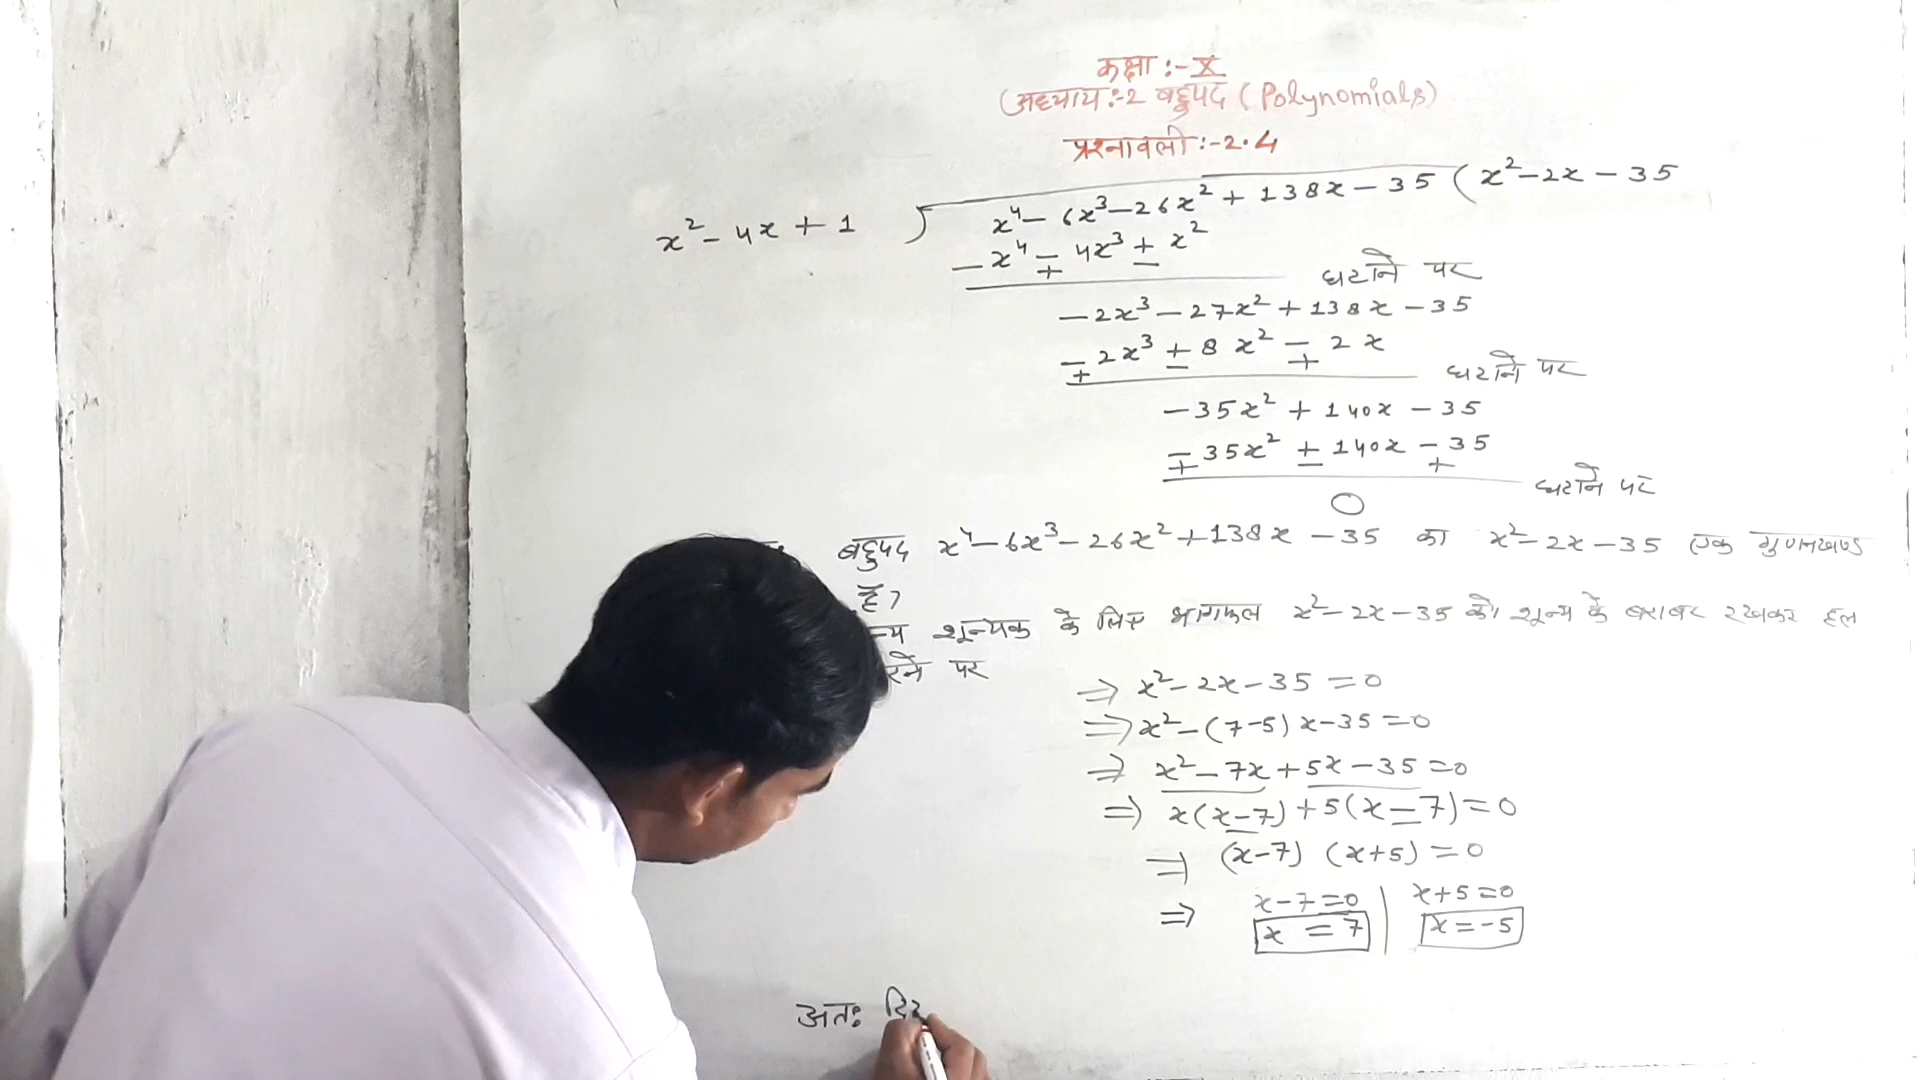 कक्षा :- X
अध्याय :-2 बहुपद (Polynomials)
प्रश्नावली :- 2.4
x² - 4x + 1 ) x⁴ - 6x³ - 26x² + 138x - 35 ( x² - 2x - 35
- x⁴ ∓ 4x³ ± x²
घटाने पर
- 2x³ - 27x² + 138x - 35
∓ 2x³ ± 8x² ∓ 2x
घटाने पर
- 35x² + 140x - 35
∓ 35x² ± 140x ∓ 35
घटाने पर
0
बहुपद x⁴ - 6x³ - 26x² + 138x - 35 का x² - 2x - 35 एक गुणनखण्ड
है,
शून्यक के लिए भागफल x² - 2x - 35 को शून्य के बराबर रखकर हल
पर
⇒ x² - 2x - 35 = 0
⇒ x² - (7-5)x - 35 = 0
⇒ x² - 7x + 5x - 35 = 0
⇒ x(x-7) + 5(x-7) = 0
⇒ (x-7) (x+5) = 0
⇒ x-7=0 | x+5=0
x = 7 | x = -5
अतः